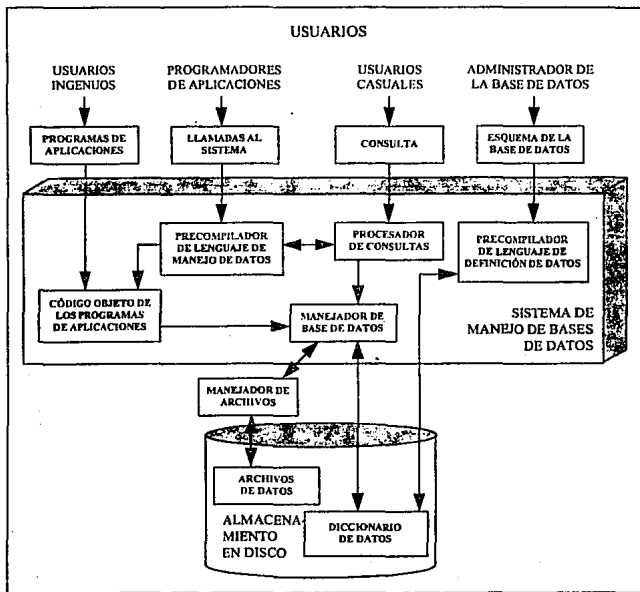 USUARIOS
USUARIOS
INGENUOS
PROGRAMADORES
DE APLICACIONES
USUARIOS
CASUALES
ADMINISTRADOR DE
LA BASE DE DATOS
PROGRAMAS DE
APLICACIONES
LLAMADAS AL
SISTEMA
CONSULTA
ESQUEMA DE LA
BASE DE DATOS
PRECOMPILADOR
DE LENGUAJE DE
MANEJO DE DATOS
PROCESADOR
DE CONSULTAS
PRECOMPILADOR
DE LENGUAJE DE
DEFINICIÓN DE DATOS
CÓDIGO OBJETO DE
LOS PROGRAMAS
DE APLICACIONES
MANEJADOR DE
BASE DE DATOS
SISTEMA DE
MANEJO DE BASES
DE DATOS
MANEJADOR DE
ARCHIVOS
ARCHIVOS
DE DATOS
ALMACENA-
MIENTO
EN DISCO
DICCIONARIO
DE DATOS